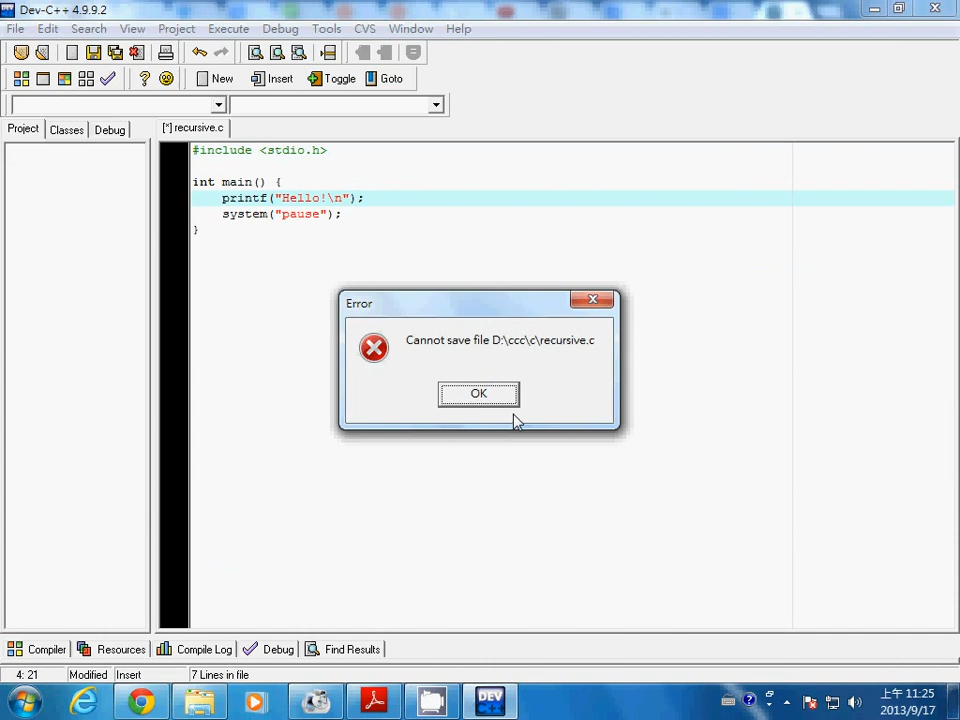 Dev-C++ 4.9.9.2
File Edit Search View Project Execute Debug Tools CVS Window Help
New Insert Toggle Goto
Project Classes Debug [*] recursive.c
#include <stdio.h>
int main() {
printf("Hello!\n");
system("pause");
}
Error
Cannot save file D:\ccc\c\recursive.c
OK
Compiler Resources Compile Log Debug Find Results
4: 21 Modified Insert 7 Lines in file
DEV C++
上午 11:25
2013/9/17